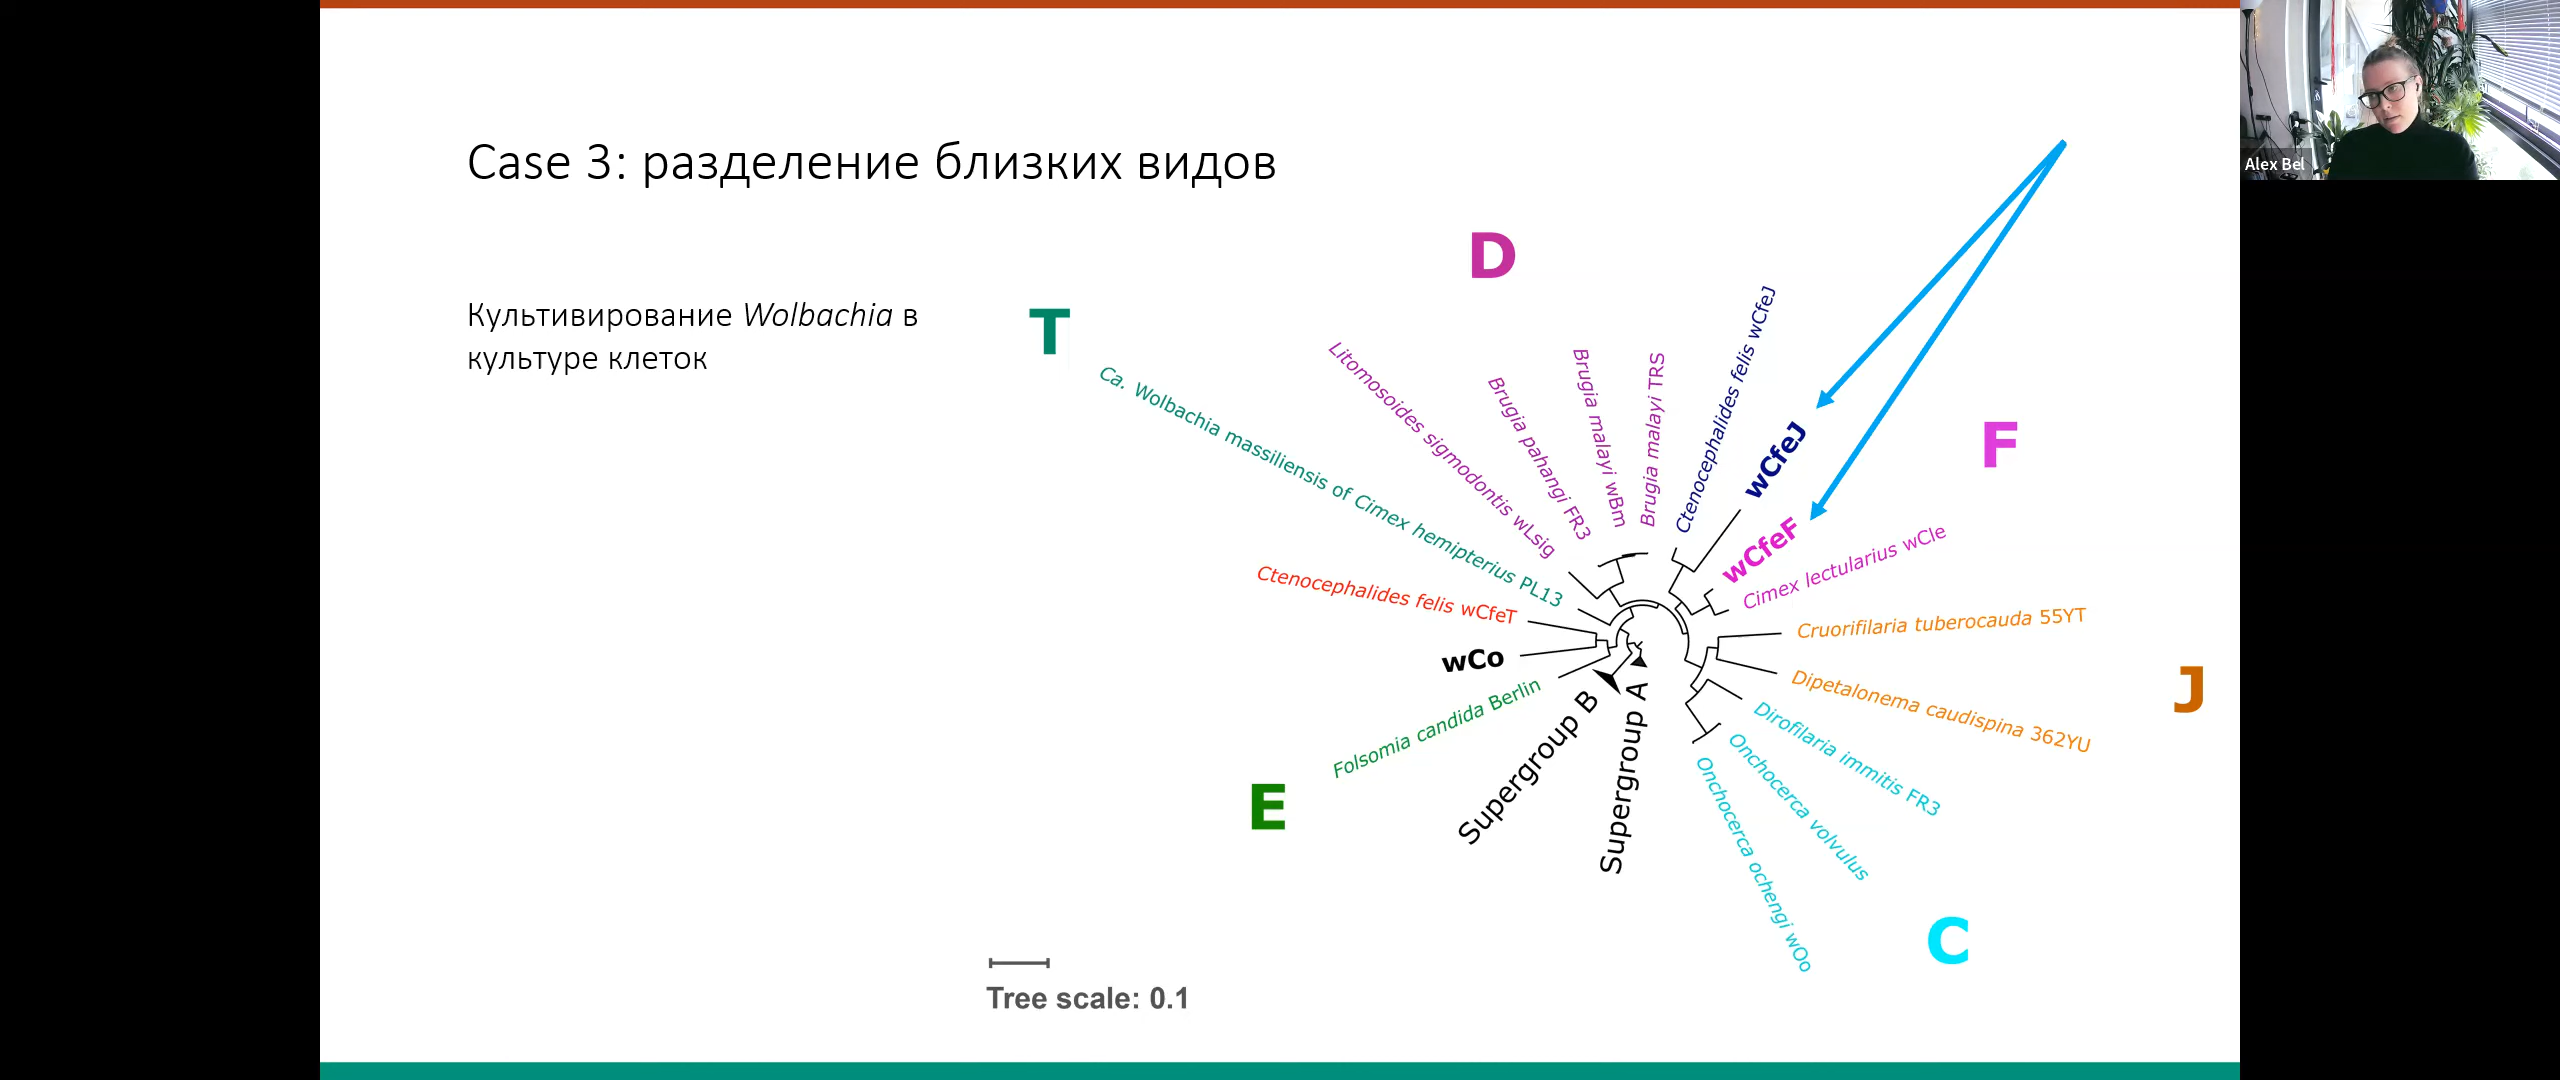 Case 3: разделение близких видов
Alex Bel
Культивирование Wolbachia в
культуре клеток
D
T
F
J
E
C
Ca. Wolbachia massiliensis of Cimex hemipterius PL13
Litomosoides sigmodontis wLsig
Brugia pahangi FR3
Brugia malayi wBm
Brugia malayi TRS
Ctenocephalides felis wCfeJ
wCfeJ
wCfeF
Cimex lectularius wCle
Cruorifilaria tuberocauda 55YT
Dipetalonema caudispina 362YU
Dirofilaria immitis FR3
Onchocerca volvulus
Onchocerca ochengi wOo
Supergroup A
Supergroup B
Folsomia candida Berlin
wCo
Ctenocephalides felis wCfeT
Tree scale: 0.1